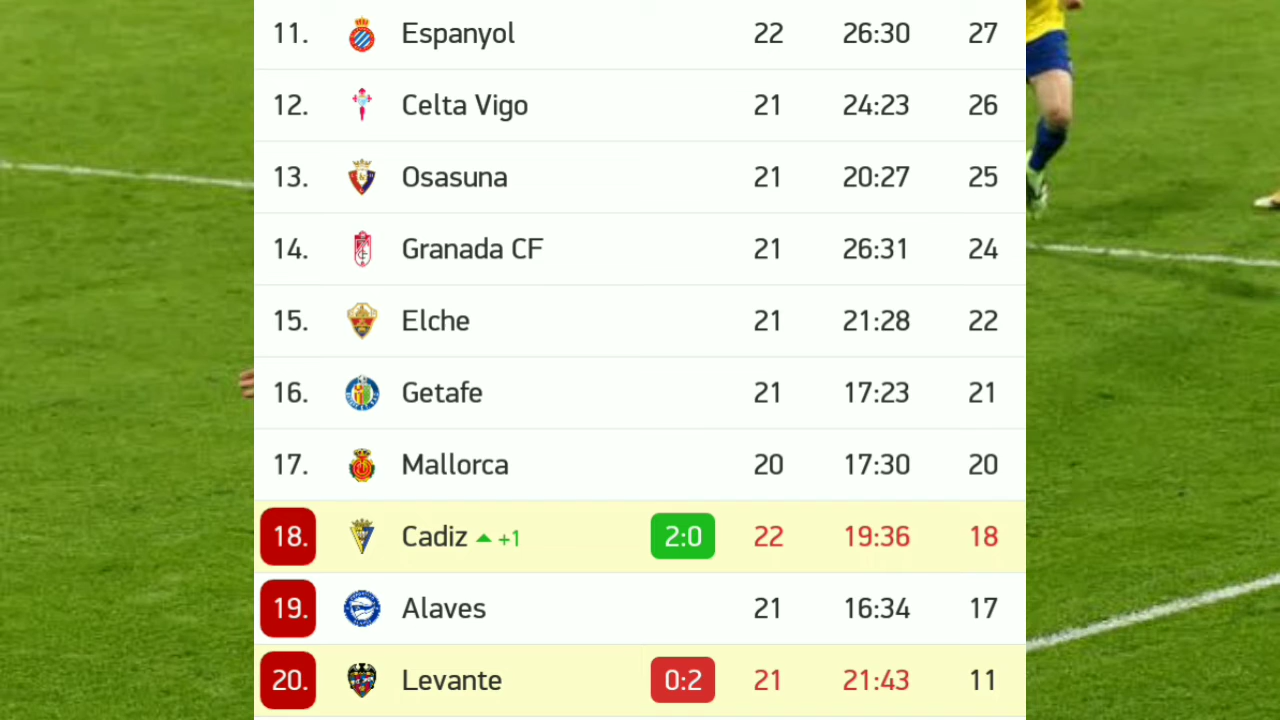 11. Espanyol 22 26:30 27
12. Celta Vigo 21 24:23 26
13. Osasuna 21 20:27 25
14. Granada CF 21 26:31 24
15. Elche 21 21:28 22
16. Getafe 21 17:23 21
17. Mallorca 20 17:30 20
18. Cadiz +1 2:0 22 19:36 18
19. Alaves 21 16:34 17
20. Levante 0:2 21 21:43 11